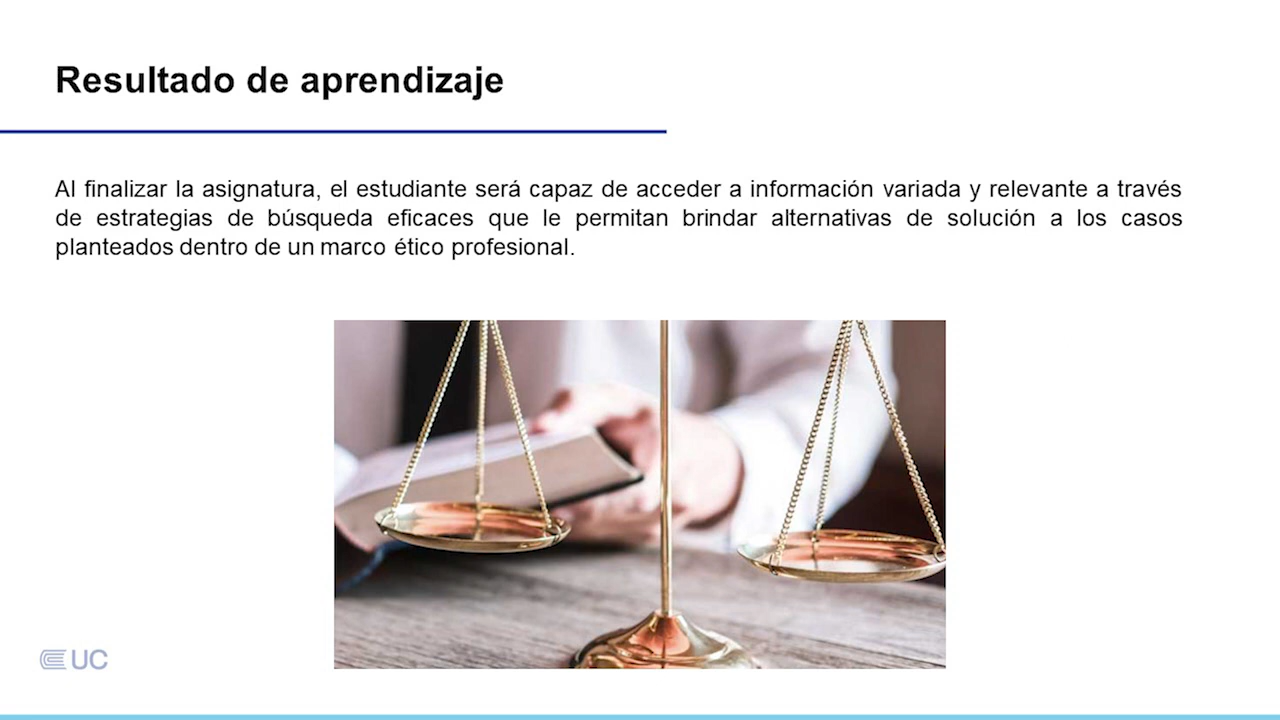 Resultado de aprendizaje
Al finalizar la asignatura, el estudiante será capaz de acceder a información variada y relevante a través
de estrategias de búsqueda eficaces que le permitan brindar alternativas de solución a los casos
planteados dentro de un marco ético profesional.
UC